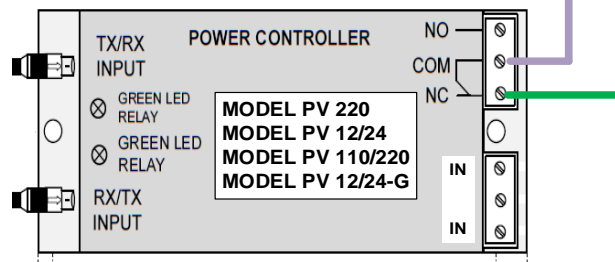 POWER CONTROLLER
TX/RX
INPUT
GREEN LED
RELAY
GREEN LED
RELAY
RX/TX
INPUT
MODEL PV 220
MODEL PV 12/24
MODEL PV 110/220
MODEL PV 12/24-G
NO
COM
NC
IN
IN